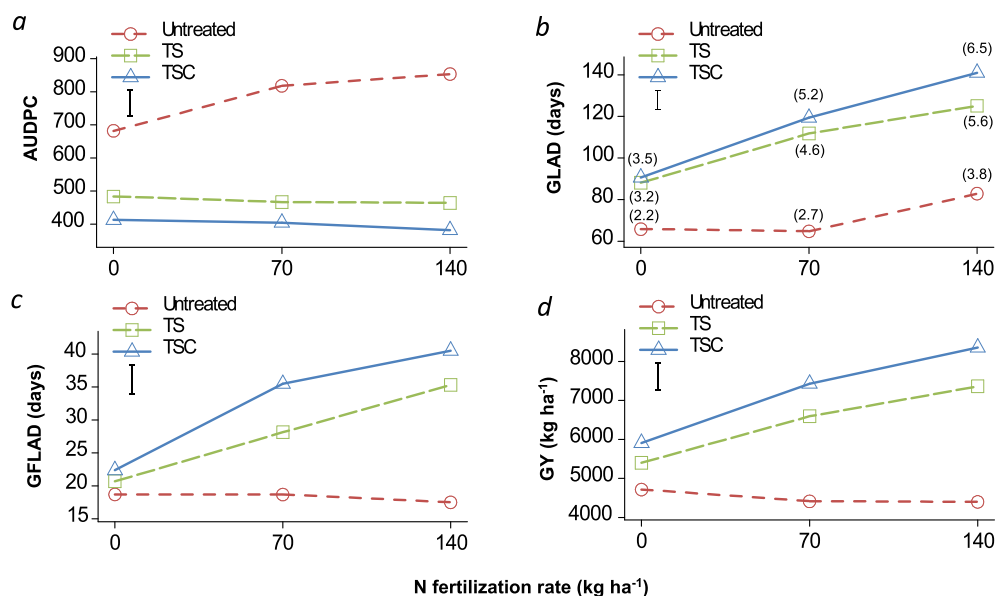 a
Untreated
TS
TSC
AUDPC
900
800
700
600
500
400
0 70 140
b
Untreated
TS
TSC
GLAD (days)
140
120
100
80
60
(3.5)
(3.2)
(2.2)
(5.2)
(4.6)
(2.7)
(6.5)
(5.6)
(3.8)
0 70 140
c
Untreated
TS
TSC
GFLAD (days)
40
35
30
25
20
15
0 70 140
d
Untreated
TS
TSC
GY (kg ha⁻¹)
8000
7000
6000
5000
4000
0 70 140
N fertilization rate (kg ha⁻¹)